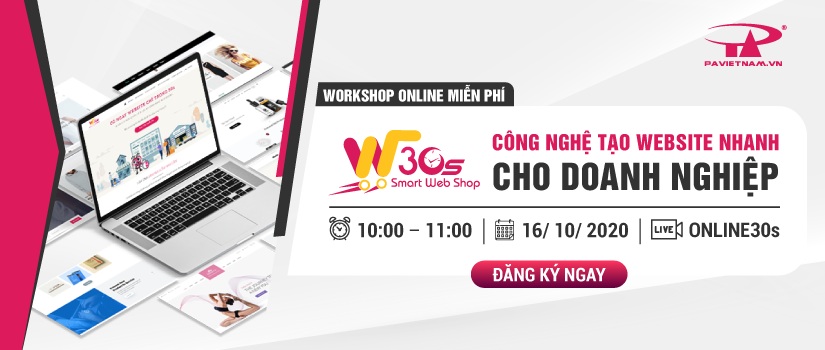 PAVIETNAM.VN
WORKSHOP ONLINE MIỄN PHÍ
W30s
Smart Web Shop
CÔNG NGHỆ TẠO WEBSITE NHANH
CHO DOANH NGHIỆP
10:00 – 11:00
16/ 10/ 2020
LIVE
ONLINE30s
ĐĂNG KÝ NGAY